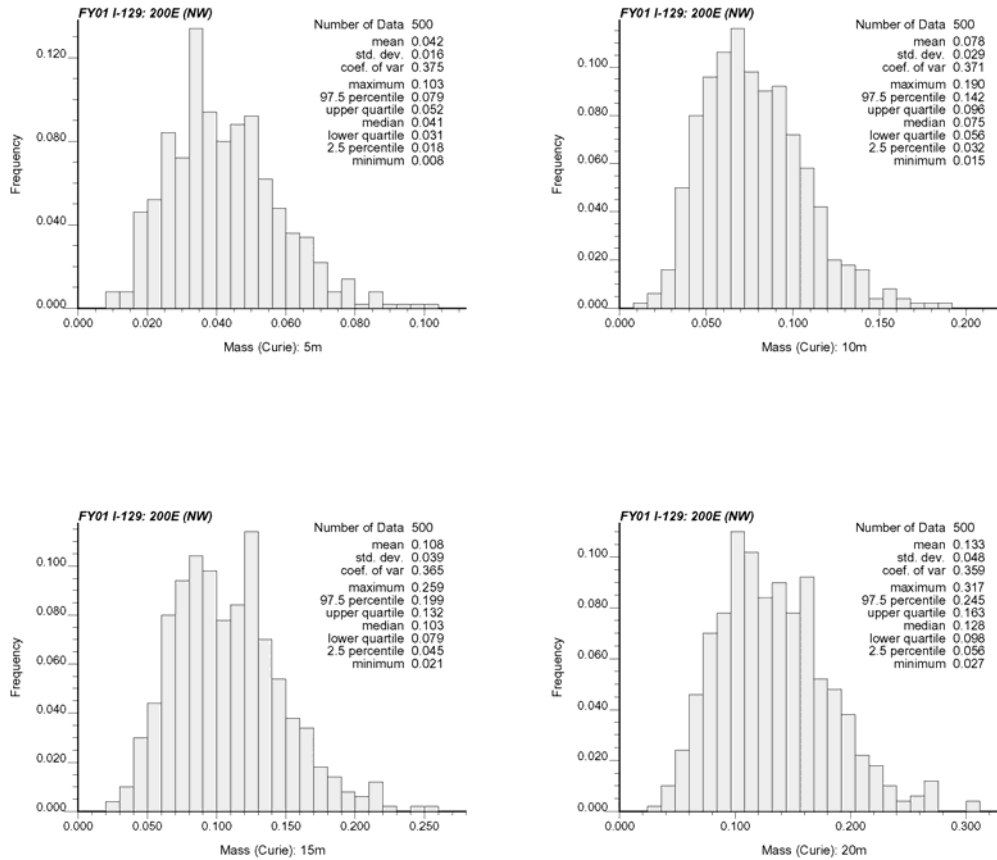 FY01 I-129: 200E (NW)
Number of Data 500
mean 0.042
std. dev. 0.016
coef. of var 0.375
maximum 0.103
97.5 percentile 0.079
upper quartile 0.052
median 0.041
lower quartile 0.031
2.5 percentile 0.018
minimum 0.008
Frequency
0.120
0.080
0.040
0.000
0.000 0.020 0.040 0.060 0.080 0.100
Mass (Curie): 5m
FY01 I-129: 200E (NW)
Number of Data 500
mean 0.078
std. dev. 0.029
coef. of var 0.371
maximum 0.190
97.5 percentile 0.142
upper quartile 0.096
median 0.075
lower quartile 0.056
2.5 percentile 0.032
minimum 0.015
Frequency
0.100
0.080
0.060
0.040
0.020
0.000
0.000 0.050 0.100 0.150 0.200
Mass (Curie): 10m
FY01 I-129: 200E (NW)
Number of Data 500
mean 0.108
std. dev. 0.039
coef. of var 0.365
maximum 0.259
97.5 percentile 0.199
upper quartile 0.132
median 0.103
lower quartile 0.079
2.5 percentile 0.045
minimum 0.021
Frequency
0.100
0.080
0.060
0.040
0.020
0.000
0.000 0.050 0.100 0.150 0.200 0.250
Mass (Curie): 15m
FY01 I-129: 200E (NW)
Number of Data 500
mean 0.133
std. dev. 0.048
coef. of var 0.359
maximum 0.317
97.5 percentile 0.245
upper quartile 0.163
median 0.128
lower quartile 0.098
2.5 percentile 0.056
minimum 0.027
Frequency
0.100
0.080
0.060
0.040
0.020
0.000
0.000 0.100 0.200 0.300
Mass (Curie): 20m